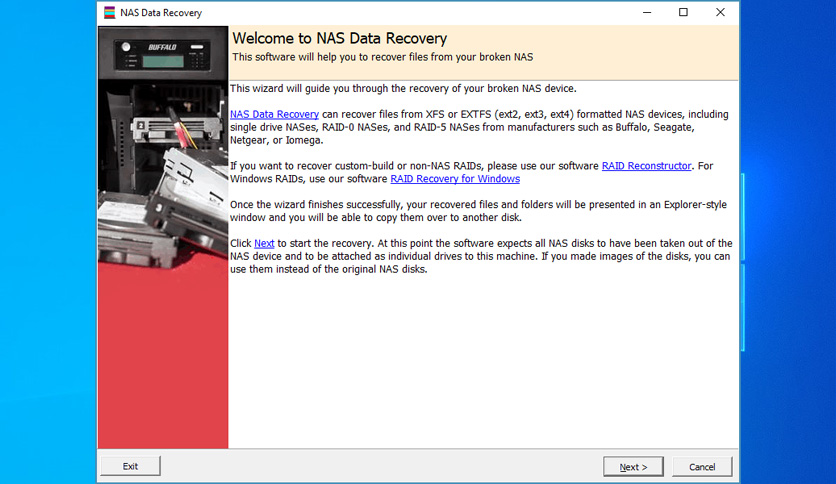 NAS Data Recovery
BUFFALO
Welcome to NAS Data Recovery
This software will help you to recover files from your broken NAS
This wizard will guide you through the recovery of your broken NAS device.
NAS Data Recovery can recover files from XFS or EXTFS (ext2, ext3, ext4) formatted NAS devices, including
single drive NASes, RAID-0 NASes, and RAID-5 NASes from manufacturers such as Buffalo, Seagate,
Netgear, or Iomega.
If you want to recover custom-build or non-NAS RAIDs, please use our software RAID Reconstructor. For
Windows RAIDs, use our software RAID Recovery for Windows
Once the wizard finishes successfully, your recovered files and folders will be presented in an Explorer-style
window and you will be able to copy them over to another disk.
Click Next to start the recovery. At this point the software expects all NAS disks to have been taken out of the
NAS device and to be attached as individual drives to this machine. If you made images of the disks, you can
use them instead of the original NAS disks.
Exit
Next >
Cancel